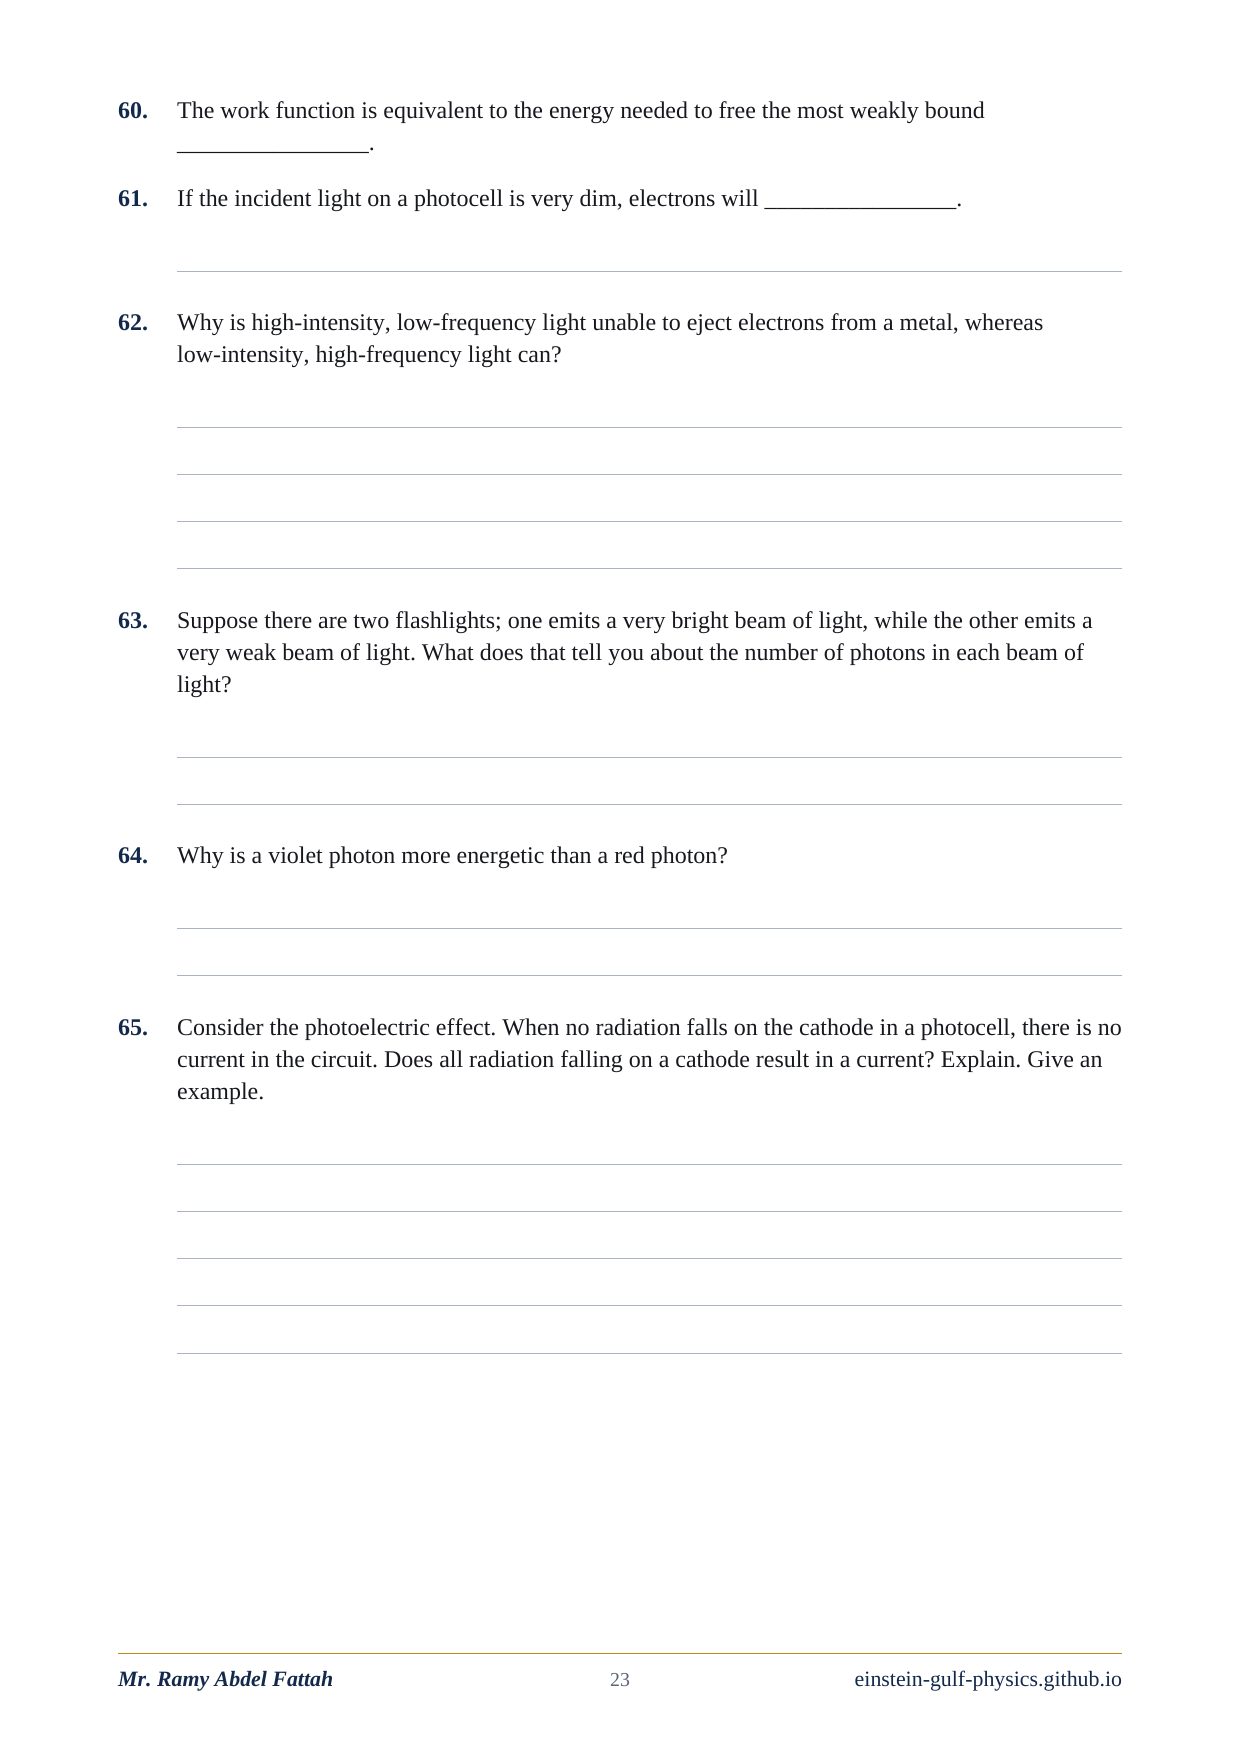 60. The work function is equivalent to the energy needed to free the most weakly bound
________________.
61. If the incident light on a photocell is very dim, electrons will ________________.
62. Why is high-intensity, low-frequency light unable to eject electrons from a metal, whereas
low-intensity, high-frequency light can?
63. Suppose there are two flashlights; one emits a very bright beam of light, while the other emits a
very weak beam of light. What does that tell you about the number of photons in each beam of
light?
64. Why is a violet photon more energetic than a red photon?
65. Consider the photoelectric effect. When no radiation falls on the cathode in a photocell, there is no
current in the circuit. Does all radiation falling on a cathode result in a current? Explain. Give an
example.
Mr. Ramy Abdel Fattah 23 einstein-gulf-physics.github.io